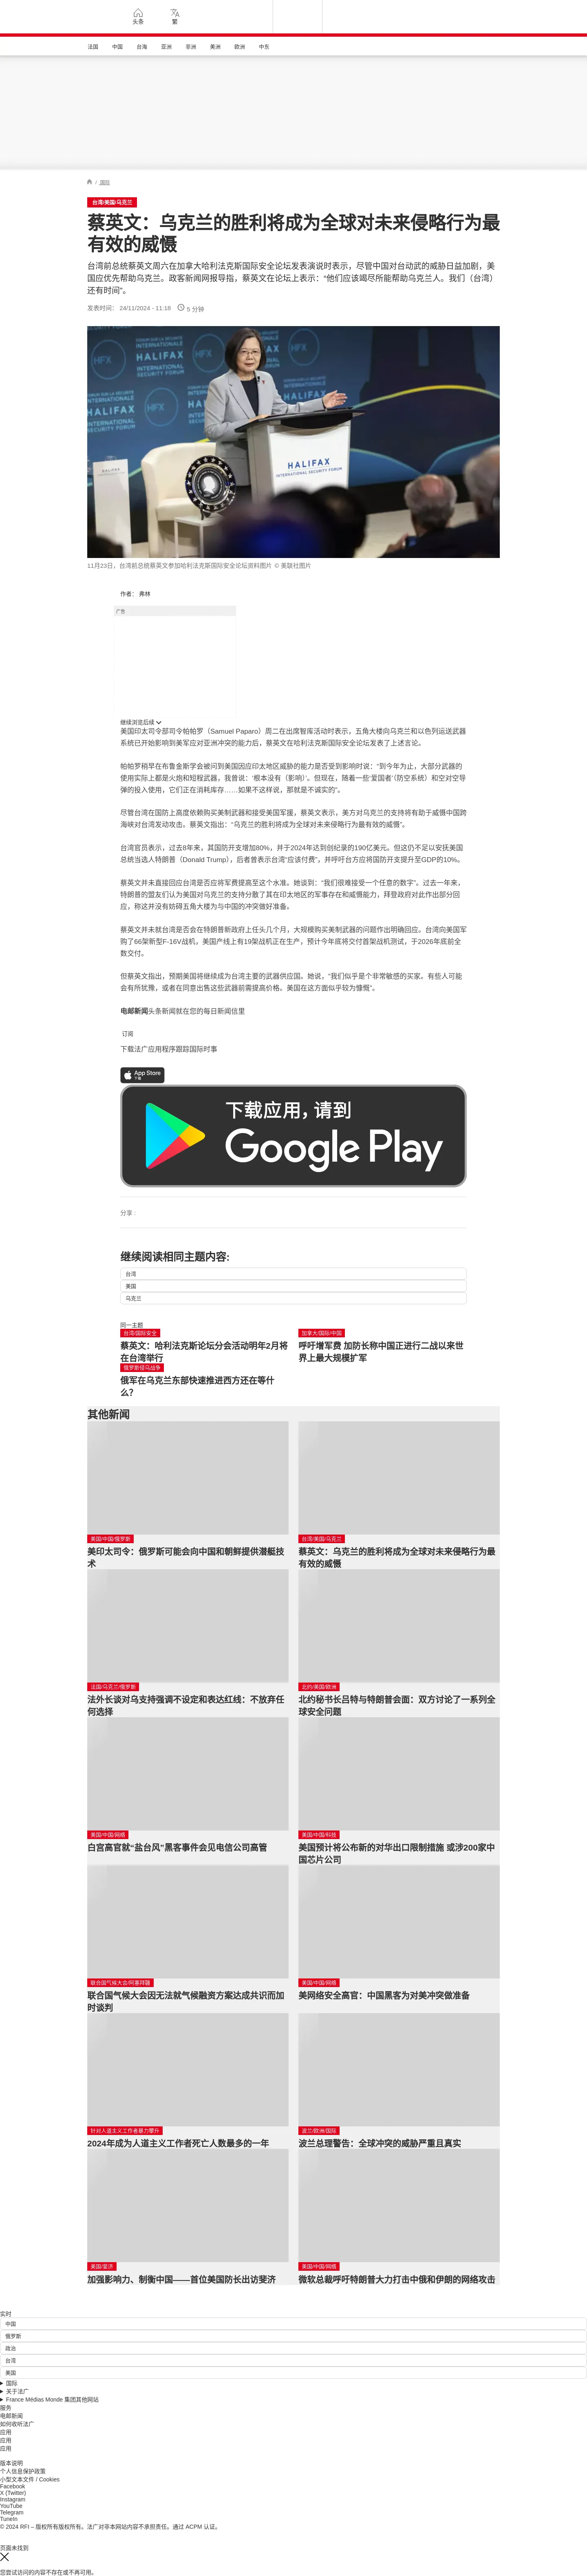 头条
繁
法国 中国 台海 亚洲 非洲 美洲 欧洲 中东
/ 国际
台湾/美国/乌克兰
蔡英文：乌克兰的胜利将成为全球对未来侵略行为最
有效的威慑
台湾前总统蔡英文周六在加拿大哈利法克斯国际安全论坛发表演说时表示，尽管中国对台动武的威胁日益加剧，美
国应优先帮助乌克兰。政客新闻网报导指，蔡英文在论坛上表示：“他们应该竭尽所能帮助乌克兰人。我们（台湾）
还有时间”。
发表时间： 24/11/2024 - 11:18 5 分钟
HALIFAX
INTERNATIONAL
SECURITY FORUM
HFX
HALIFAX
INTERNATIONAL SECURITY FORUM
11月23日，台湾前总统蔡英文参加哈利法克斯国际安全论坛资料图片 © 美联社图片
作者： 弗林
广告
继续浏览后续
美国印太司令部司令帕帕罗（Samuel Paparo）周二在出席智库活动时表示，五角大楼向乌克兰和以色列运送武器
系统已开始影响到美军应对亚洲冲突的能力后，蔡英文在哈利法克斯国际安全论坛发表了上述言论。
帕帕罗稍早在布鲁金斯学会被问到美国因应印太地区威胁的能力是否受到影响时说：“到今年为止，大部分武器的
使用实际上都是火炮和短程武器，我曾说：‘根本没有（影响）’。但现在，随着一些‘爱国者’（防空系统）和空对空导
弹的投入使用，它们正在消耗库存……如果不这样说，那就是不诚实的”。
尽管台湾在国防上高度依赖购买美制武器和接受美国军援，蔡英文表示，美方对乌克兰的支持将有助于威慑中国跨
海峡对台湾发动攻击。蔡英文指出：“乌克兰的胜利将成为全球对未来侵略行为最有效的威慑”。
台湾官员表示，过去8年来，其国防开支增加80%，并于2024年达到创纪录的190亿美元。但这仍不足以安抚美国
总统当选人特朗普（Donald Trump），后者曾表示台湾“应该付费”，并呼吁台方应将国防开支提升至GDP的10%。
蔡英文并未直接回应台湾是否应将军费提高至这个水准。她谈到：“我们很难接受一个任意的数字”。过去一年来，
特朗普的盟友们认为美国对乌克兰的支持分散了其在印太地区的军事存在和威慑能力，拜登政府对此作出部分回
应，称这并没有妨碍五角大楼为与中国的冲突做好准备。
蔡英文并未就台湾是否会在特朗普新政府上任头几个月，大规模购买美制武器的问题作出明确回应。台湾向美国军
购了66架新型F-16V战机，美国产线上有19架战机正在生产，预计今年底将交付首架战机测试，于2026年底前全
数交付。
但蔡英文指出，预期美国将继续成为台湾主要的武器供应国。她说，“我们似乎是个非常敏感的买家。有些人可能
会有所犹豫，或者在同意出售这些武器前需提高价格。美国在这方面似乎较为慷慨”。
电邮新闻头条新闻就在您的每日新闻信里
订阅
下载法广应用程序跟踪国际时事
App Store
下载
下载应用，请到
Google Play
分享 :
继续阅读相同主题内容:
台湾
美国
乌克兰
同一主题
台湾/国际安全
蔡英文：哈利法克斯论坛分会活动明年2月将
在台湾举行
加拿大/国际/中国
呼吁增军费 加防长称中国正进行二战以来世
界上最大规模扩军
俄罗斯侵乌战争
俄军在乌克兰东部快速推进西方还在等什
么？
其他新闻
美国/中国/俄罗斯
美印太司令：俄罗斯可能会向中国和朝鲜提供潜艇技
术
台湾/美国/乌克兰
蔡英文：乌克兰的胜利将成为全球对未来侵略行为最
有效的威慑
法国/乌克兰/俄罗斯
法外长谈对乌支持强调不设定和表达红线：不放弃任
何选择
北约/美国/欧洲
北约秘书长吕特与特朗普会面：双方讨论了一系列全
球安全问题
美国/中国/网络
白宫高官就“盐台风”黑客事件会见电信公司高管
美国/中国/科技
美国预计将公布新的对华出口限制措施 或涉200家中
国芯片公司
联合国气候大会/阿塞拜疆
联合国气候大会因无法就气候融资方案达成共识而加
时谈判
美国/中国/网络
美网络安全高官：中国黑客为对美冲突做准备
针对人道主义工作者暴力攀升
2024年成为人道主义工作者死亡人数最多的一年
波兰/欧洲/国际
波兰总理警告：全球冲突的威胁严重且真实
美国/斐济
加强影响力、制衡中国——首位美国防长出访斐济
美国/中国/网络
微软总裁呼吁特朗普大力打击中俄和伊朗的网络攻击
实时
中国
俄罗斯
政治
台湾
美国
国际
关于法广
France Médias Monde 集团其他网站
服务
电邮新闻
如何收听法广
应用
应用
应用
版本说明
个人信息保护政策
小型文本文件 / Cookies
Facebook
X (Twitter)
Instagram
YouTube
Telegram
TuneIn
© 2024 RFI – 版权所有版权所有。法广对非本网站内容不承担责任。通过 ACPM 认证。
页面未找到
您尝试访问的内容不存在或不再可用。